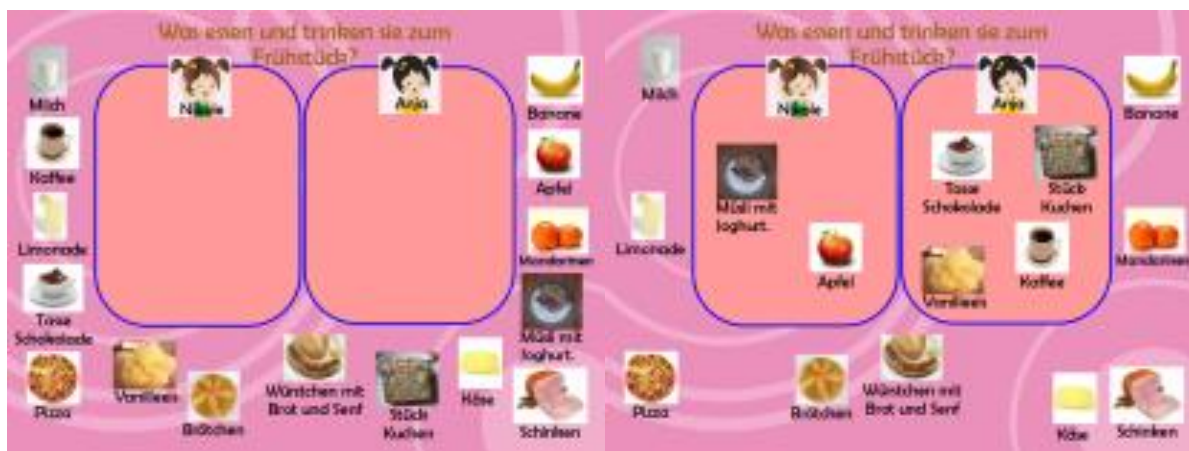 Was essen und trinken sie zum
Frühstück?
Nikole
Anja
Milch
Banane
Kaffee
Apfel
Limonade
Mandarinen
Tasse
Schokolade
Müsli mit
Joghurt.
Pizza
Vanilleeis
Brötchen
Würstchen mit
Brot und Senf
Stück
Kuchen
Käse
Schinken
Was essen und trinken sie zum
Frühstück?
Nikole
Anja
Milch
Banane
Müsli mit
Joghurt.
Tasse
Schokolade
Stück
Kuchen
Limonade
Mandarinen
Apfel
Vanilleeis
Kaffee
Pizza
Brötchen
Würstchen mit
Brot und Senf
Käse
Schinken